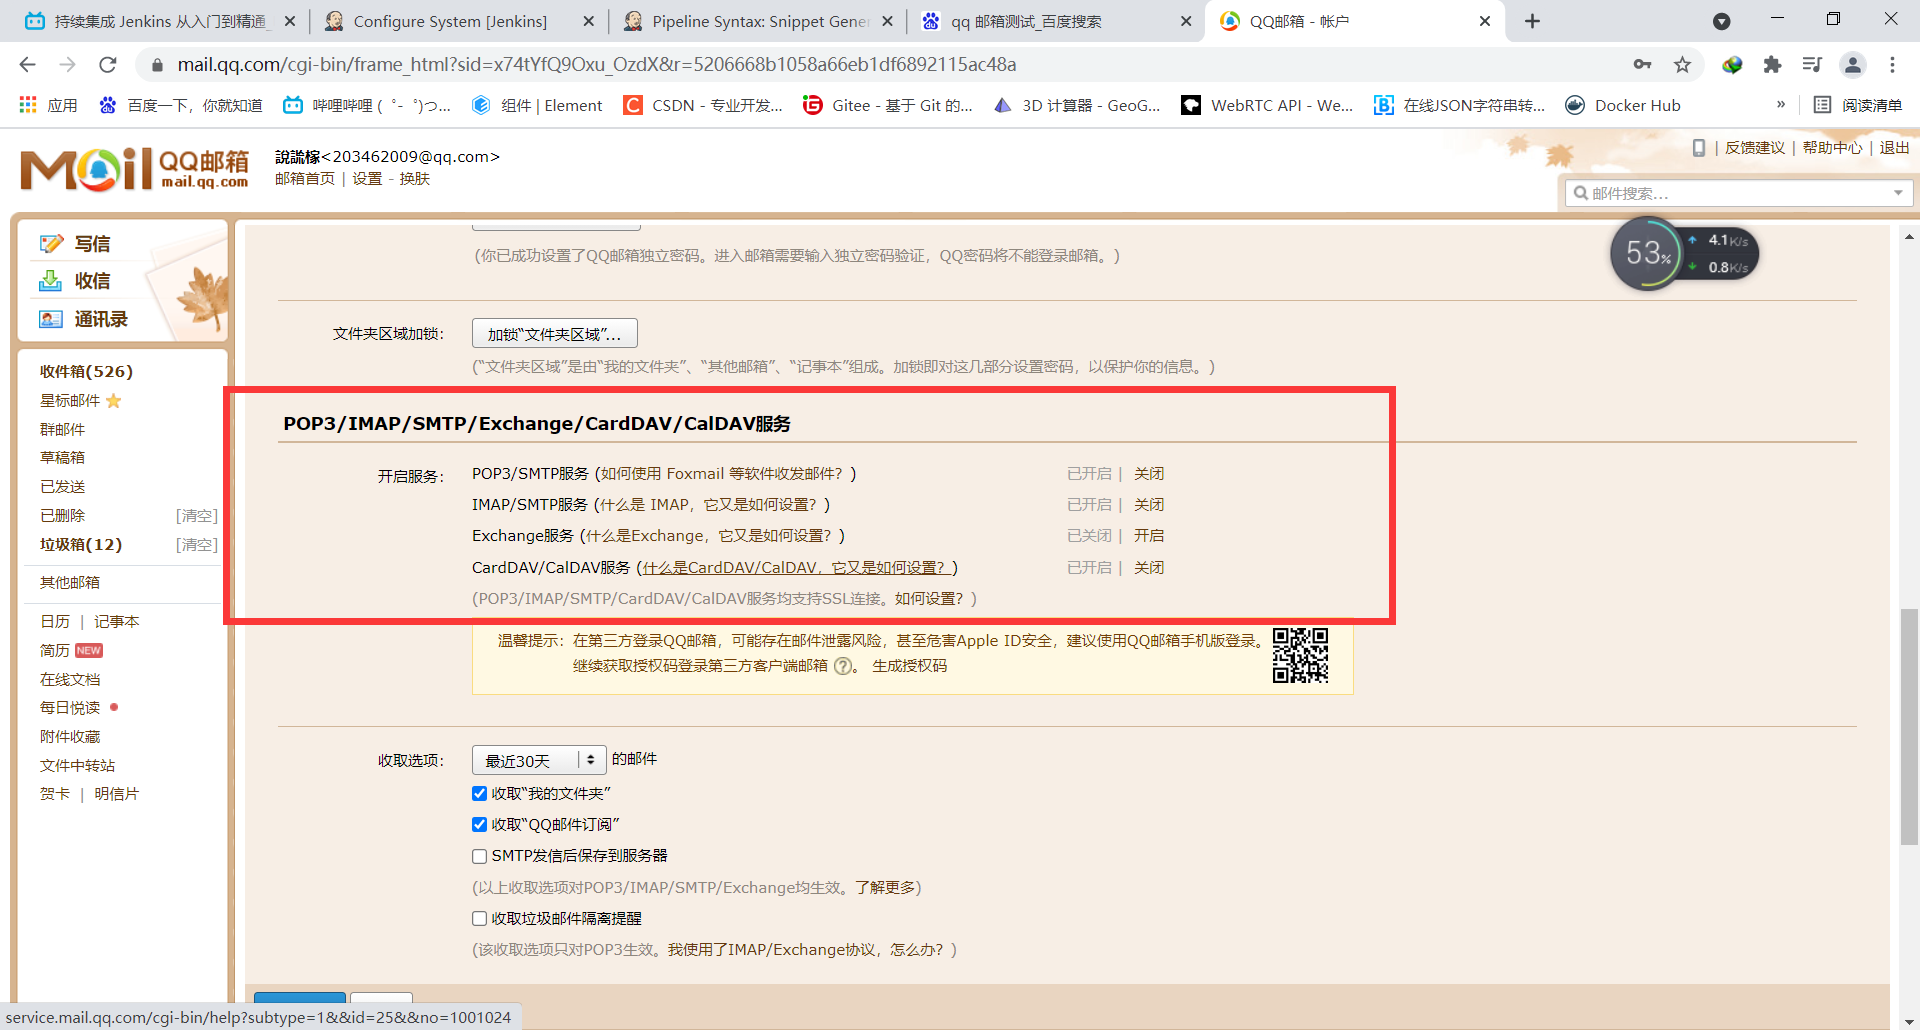 持续集成 Jenkins 从入门到精通_
Configure System [Jenkins]
Pipeline Syntax: Snippet Gener
qq 邮箱测试_百度搜索
QQ邮箱 - 帐户
mail.qq.com/cgi-bin/frame_html?sid=x74tYfQ9Oxu_OzdX&r=5206668b1058a66eb1df6892115ac48a
应用
百度一下，你就知道
哔哩哔哩 ( ゜- ゜)つ...
组件 | Element
CSDN - 专业开发...
Gitee - 基于 Git 的...
3D 计算器 - GeoG...
WebRTC API - We...
在线JSON字符串转...
Docker Hub
»
阅读清单
Mail QQ邮箱
mail.qq.com
<203462009@qq.com>
邮箱首页 | 设置 - 换肤
| 反馈建议 | 帮助中心 | 退出
邮件搜索...
写信
收信
通讯录
收件箱(526)
星标邮件
群邮件
草稿箱
已发送
已删除 [清空]
垃圾箱(12) [清空]
其他邮箱
日历 | 记事本
简历 NEW
在线文档
每日悦读
附件收藏
文件中转站
贺卡 | 明信片
53%
4.1K/s
0.8K/s
(你已成功设置了QQ邮箱独立密码。进入邮箱需要输入独立密码验证，QQ密码将不能登录邮箱。)
文件夹区域加锁： 加锁“文件夹区域”...
(“文件夹区域”是由“我的文件夹”、“其他邮箱”、“记事本”组成。加锁即对这几部分设置密码，以保护你的信息。)
POP3/IMAP/SMTP/Exchange/CardDAV/CalDAV服务
开启服务： POP3/SMTP服务 (如何使用 Foxmail 等软件收发邮件？) 已开启 | 关闭
IMAP/SMTP服务 (什么是 IMAP，它又是如何设置？) 已开启 | 关闭
Exchange服务 (什么是Exchange，它又是如何设置？) 已关闭 | 开启
CardDAV/CalDAV服务 (什么是CardDAV/CalDAV，它又是如何设置？) 已开启 | 关闭
(POP3/IMAP/SMTP/CardDAV/CalDAV服务均支持SSL连接。如何设置？)
温馨提示：在第三方登录QQ邮箱，可能存在邮件泄露风险，甚至危害Apple ID安全，建议使用QQ邮箱手机版登录。
继续获取授权码登录第三方客户端邮箱 ?。 生成授权码
收取选项： 最近30天 的邮件
收取“我的文件夹”
收取“QQ邮件订阅”
SMTP发信后保存到服务器
(以上收取选项对POP3/IMAP/SMTP/Exchange均生效。了解更多)
收取垃圾邮件隔离提醒
(该收取选项只对POP3生效。我使用了IMAP/Exchange协议，怎么办？)
service.mail.qq.com/cgi-bin/help?subtype=1&&id=25&&no=1001024